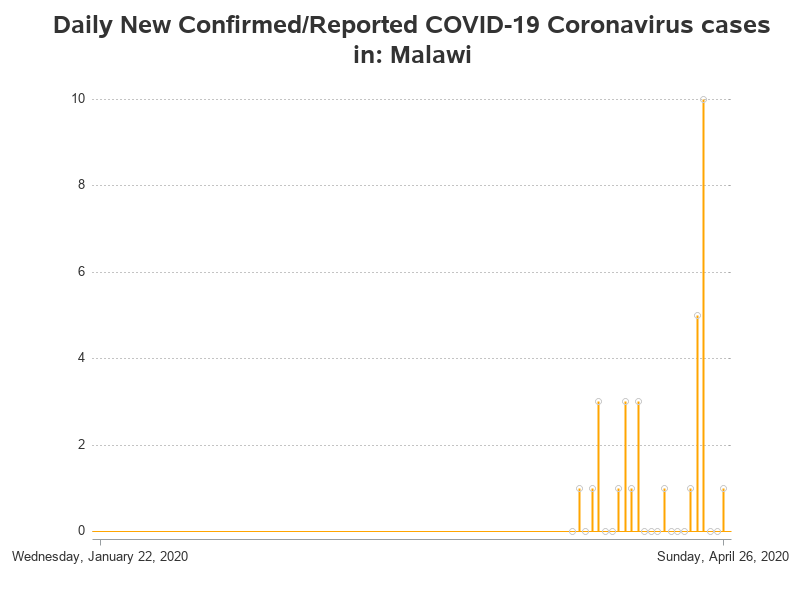 Daily New Confirmed/Reported COVID-19 Coronavirus cases
in: Malawi
10
8
6
4
2
0
Wednesday, January 22, 2020
Sunday, April 26, 2020